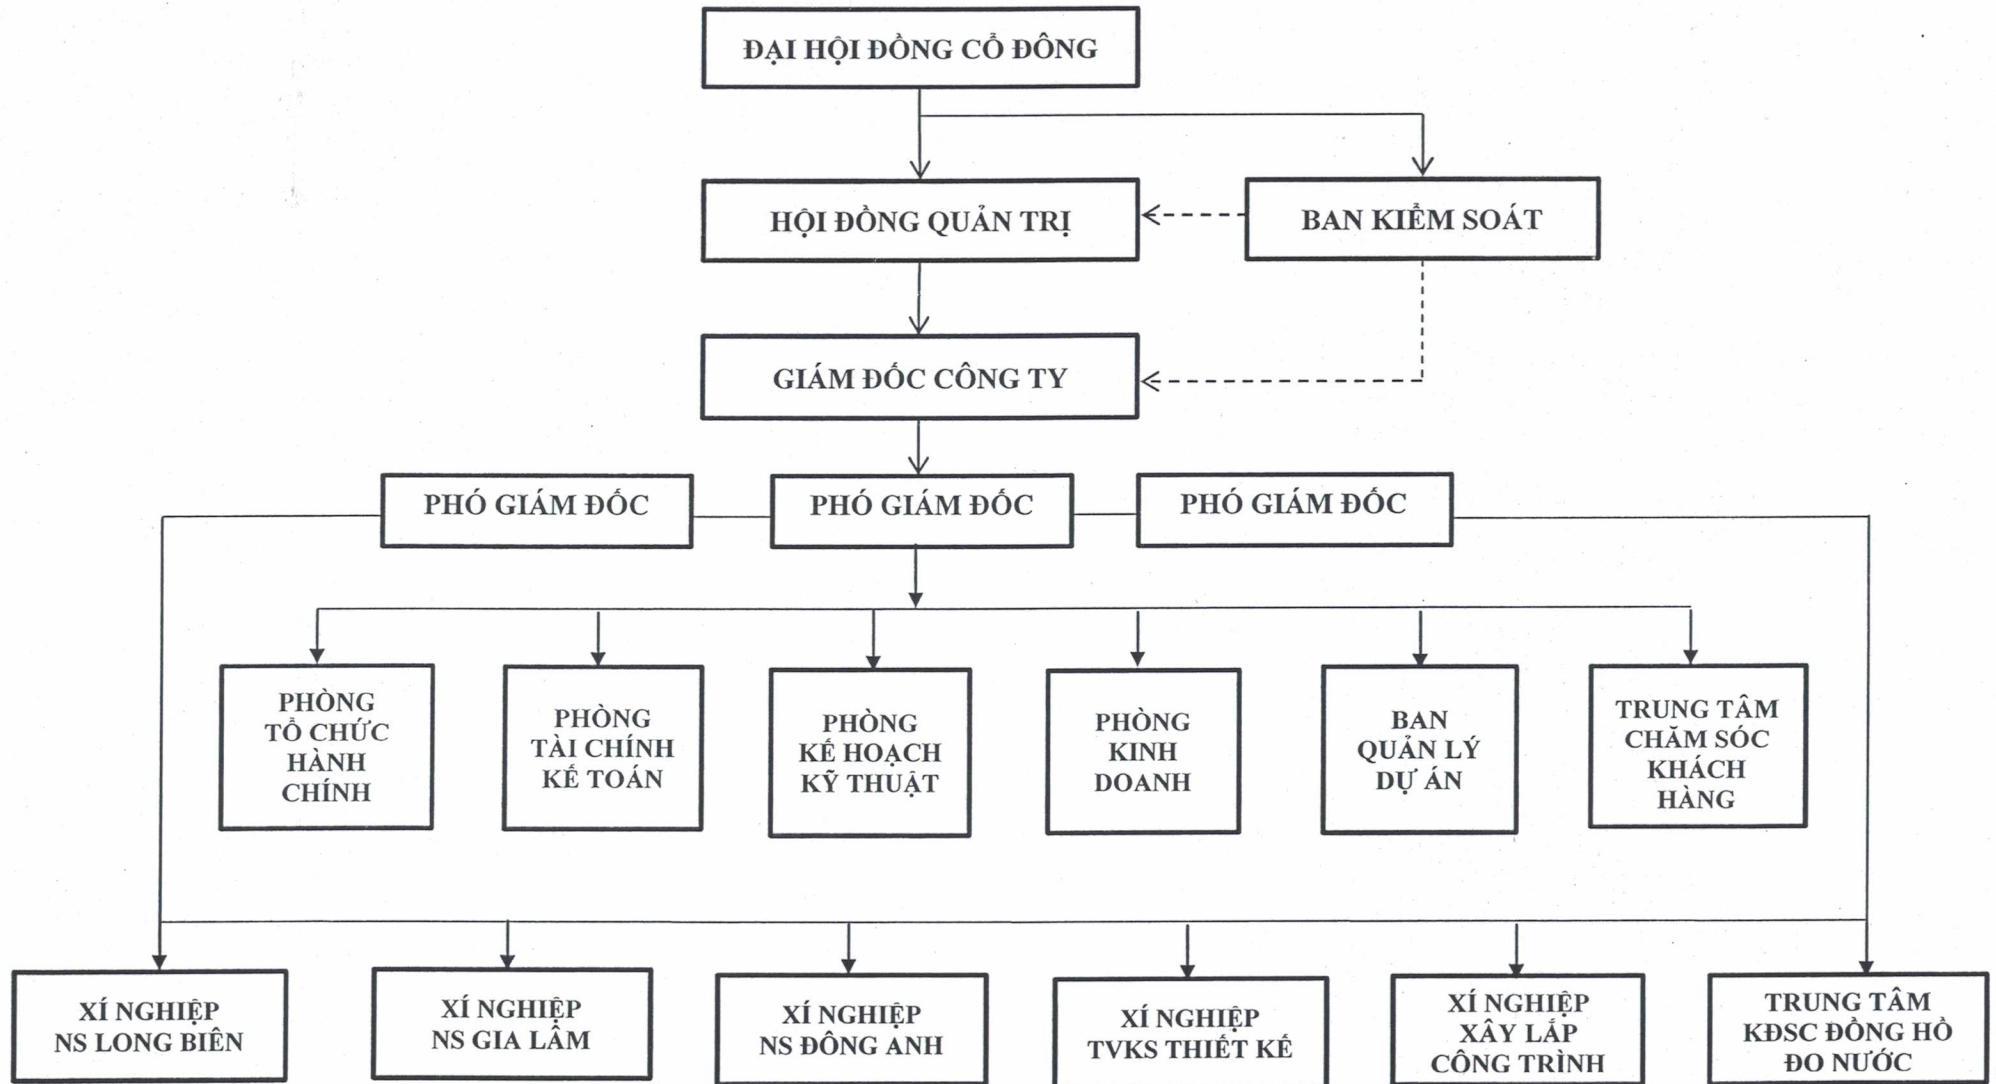 ĐẠI HỘI ĐỒNG CỔ ĐÔNG
HỘI ĐỒNG QUẢN TRỊ
BAN KIỂM SOÁT
GIÁM ĐỐC CÔNG TY
PHÓ GIÁM ĐỐC
PHÓ GIÁM ĐỐC
PHÓ GIÁM ĐỐC
PHÒNG
TỔ CHỨC
HÀNH
CHÍNH
PHÒNG
TÀI CHÍNH
KẾ TOÁN
PHÒNG
KẾ HOẠCH
KỸ THUẬT
PHÒNG
KINH
DOANH
BAN
QUẢN LÝ
DỰ ÁN
TRUNG TÂM
CHĂM SÓC
KHÁCH
HÀNG
XÍ NGHIỆP
NS LONG BIÊN
XÍ NGHIỆP
NS GIA LÂM
XÍ NGHIỆP
NS ĐÔNG ANH
XÍ NGHIỆP
TVKS THIẾT KẾ
XÍ NGHIỆP
XÂY LẮP
CÔNG TRÌNH
TRUNG TÂM
KĐSC ĐỒNG HỒ
ĐO NƯỚC